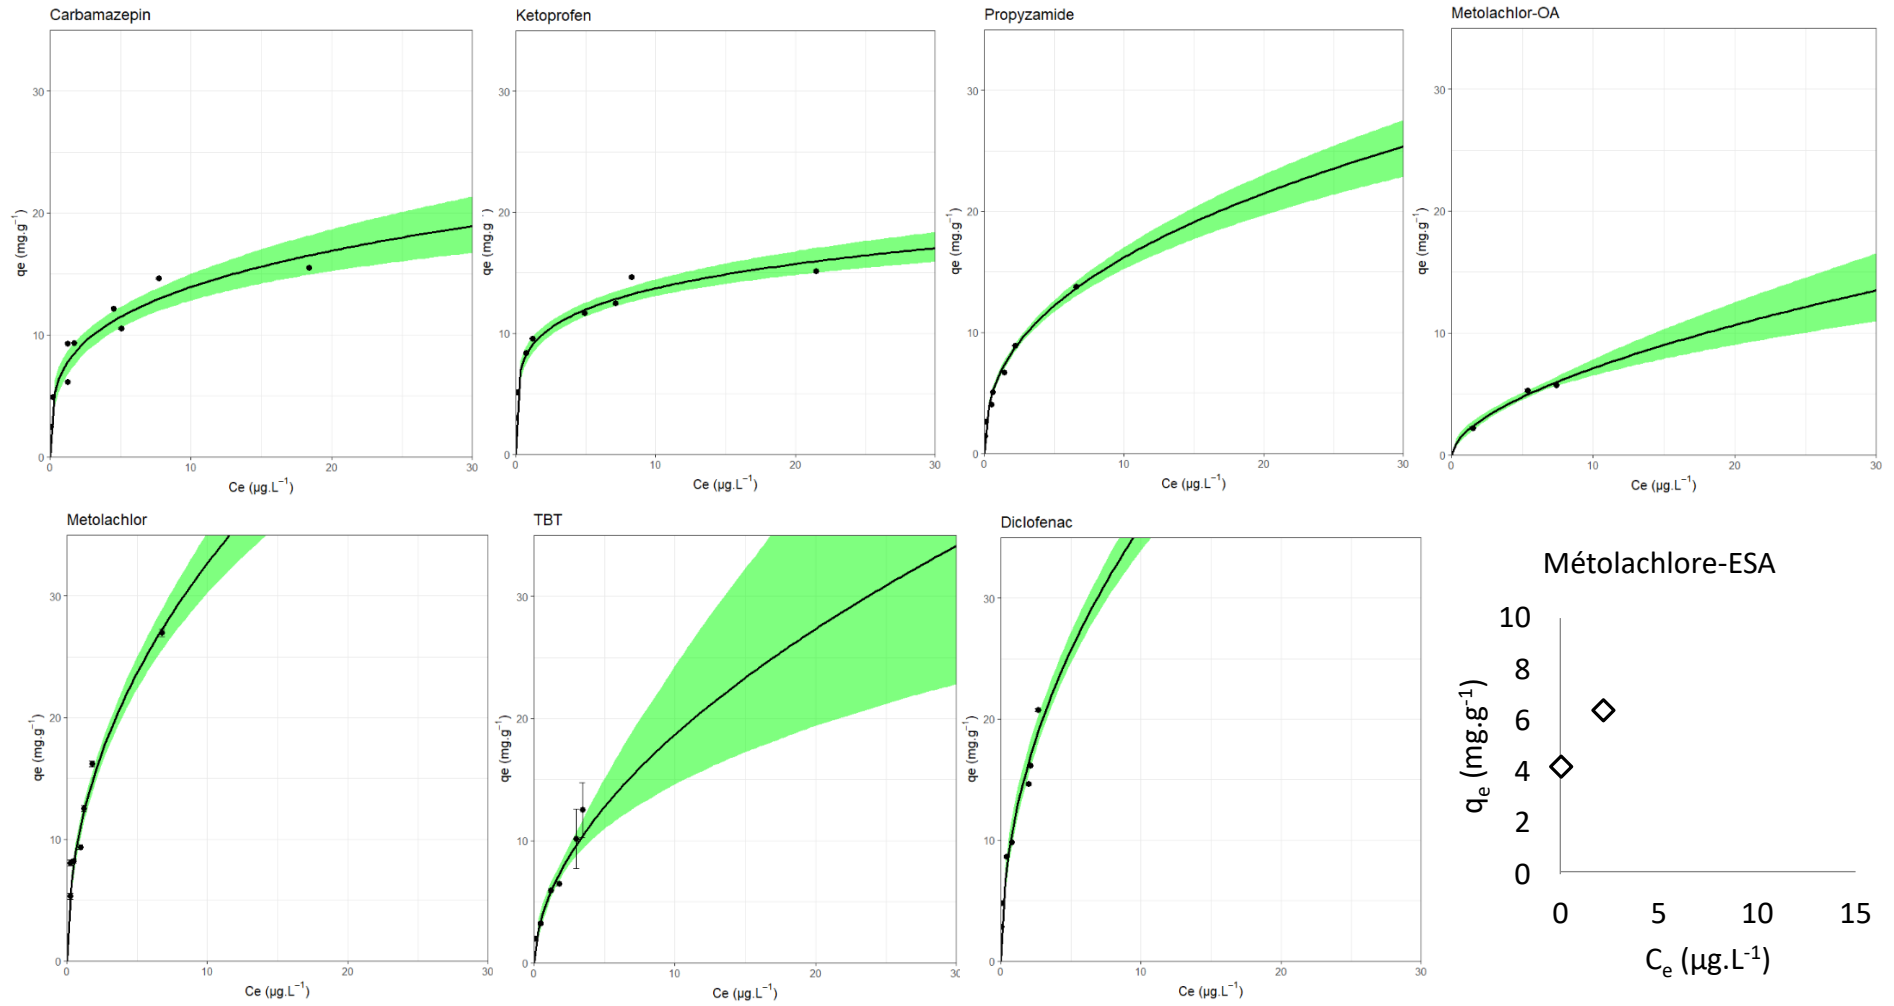 Carbamazepin
30
20
10
0
qe (mg.g−1)
0 10 20 30
Ce (µg.L−1)
Ketoprofen
30
20
10
0
qe (mg.g
0 10 20 30
Ce (µg.L−1)
Propyzamide
30
20
10
0
qe (mg.g−1)
0 10 20 30
Ce (µg.L−1)
Metolachlor-OA
30
20
10
0
qe (mg.g−1)
0 10 20 30
Ce (µg.L−1)
Metolachlor
30
20
10
0
qe (mg.g−1)
0 10 20 30
Ce (µg.L−1)
TBT
30
20
10
0
qe (mg.g−1)
0 10 20 30
Ce (µg.L−1)
Diclofenac
30
20
10
0
qe (mg.g−1)
0 10 20 30
Ce (µg.L−1)
Métolachlore-ESA
10
8
6
4
2
0
qe (mg.g-1)
0 5 10 15
Ce (µg.L-1)